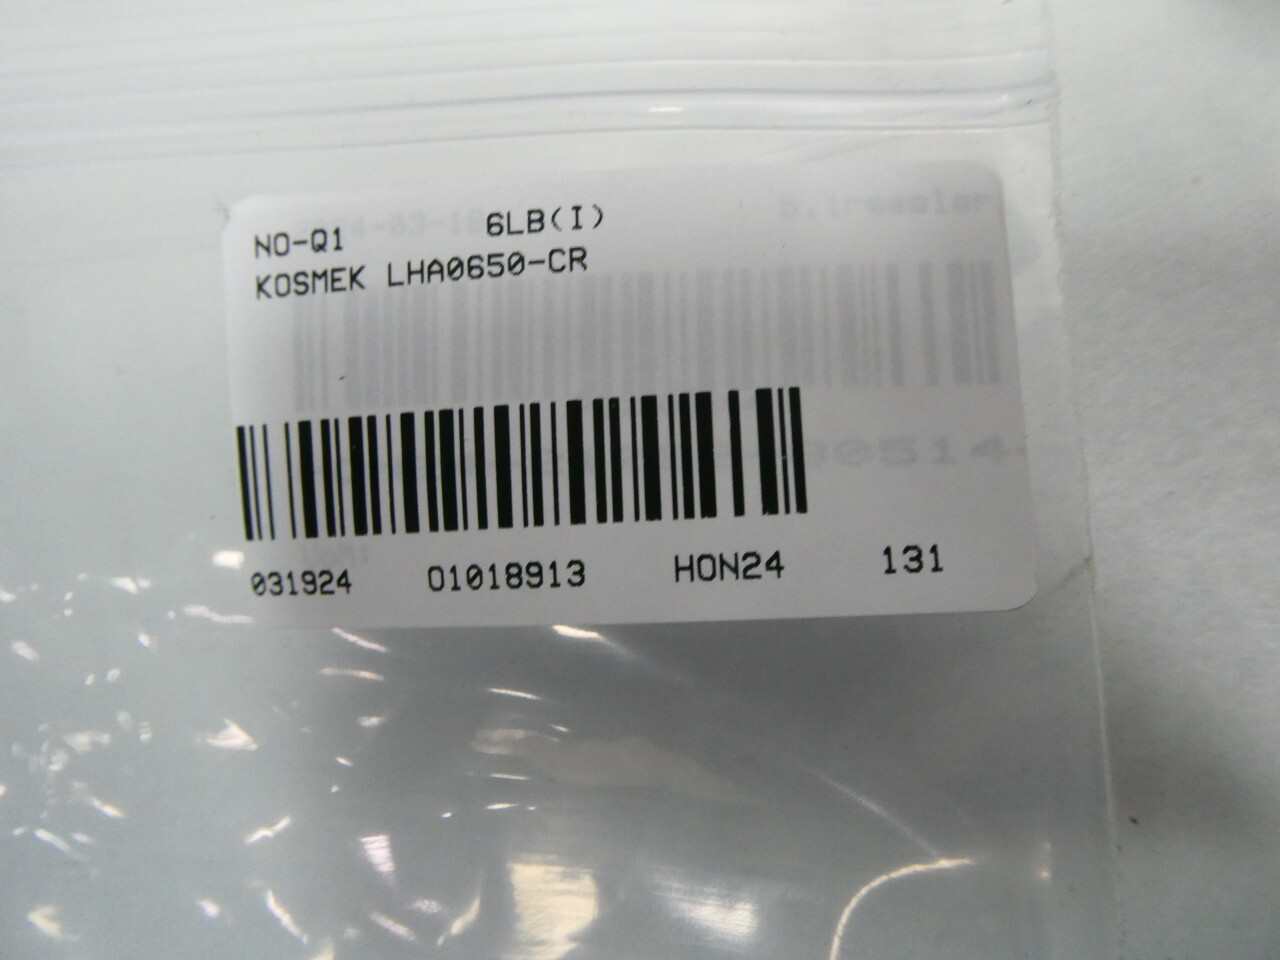 NO-Q1 6LB(I)
KOSMEK LHA0650-CR
031924 01018913 HON24 131